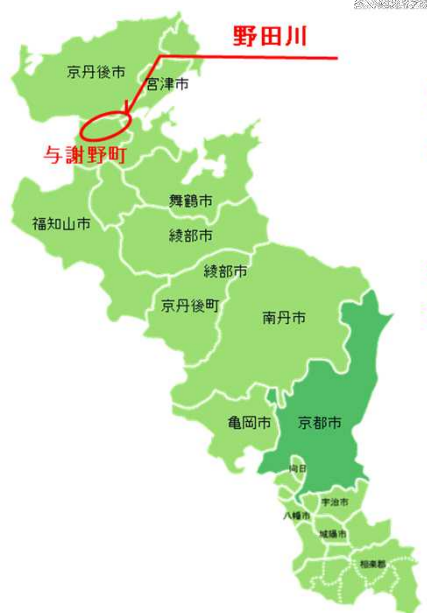 野田川
京丹後市
宮津市
与謝野町
舞鶴市
福知山市
綾部市
綾部市
京丹後町
南丹市
亀岡市
京都市
向日
宇治市
八幡市
城陽市
相楽郡